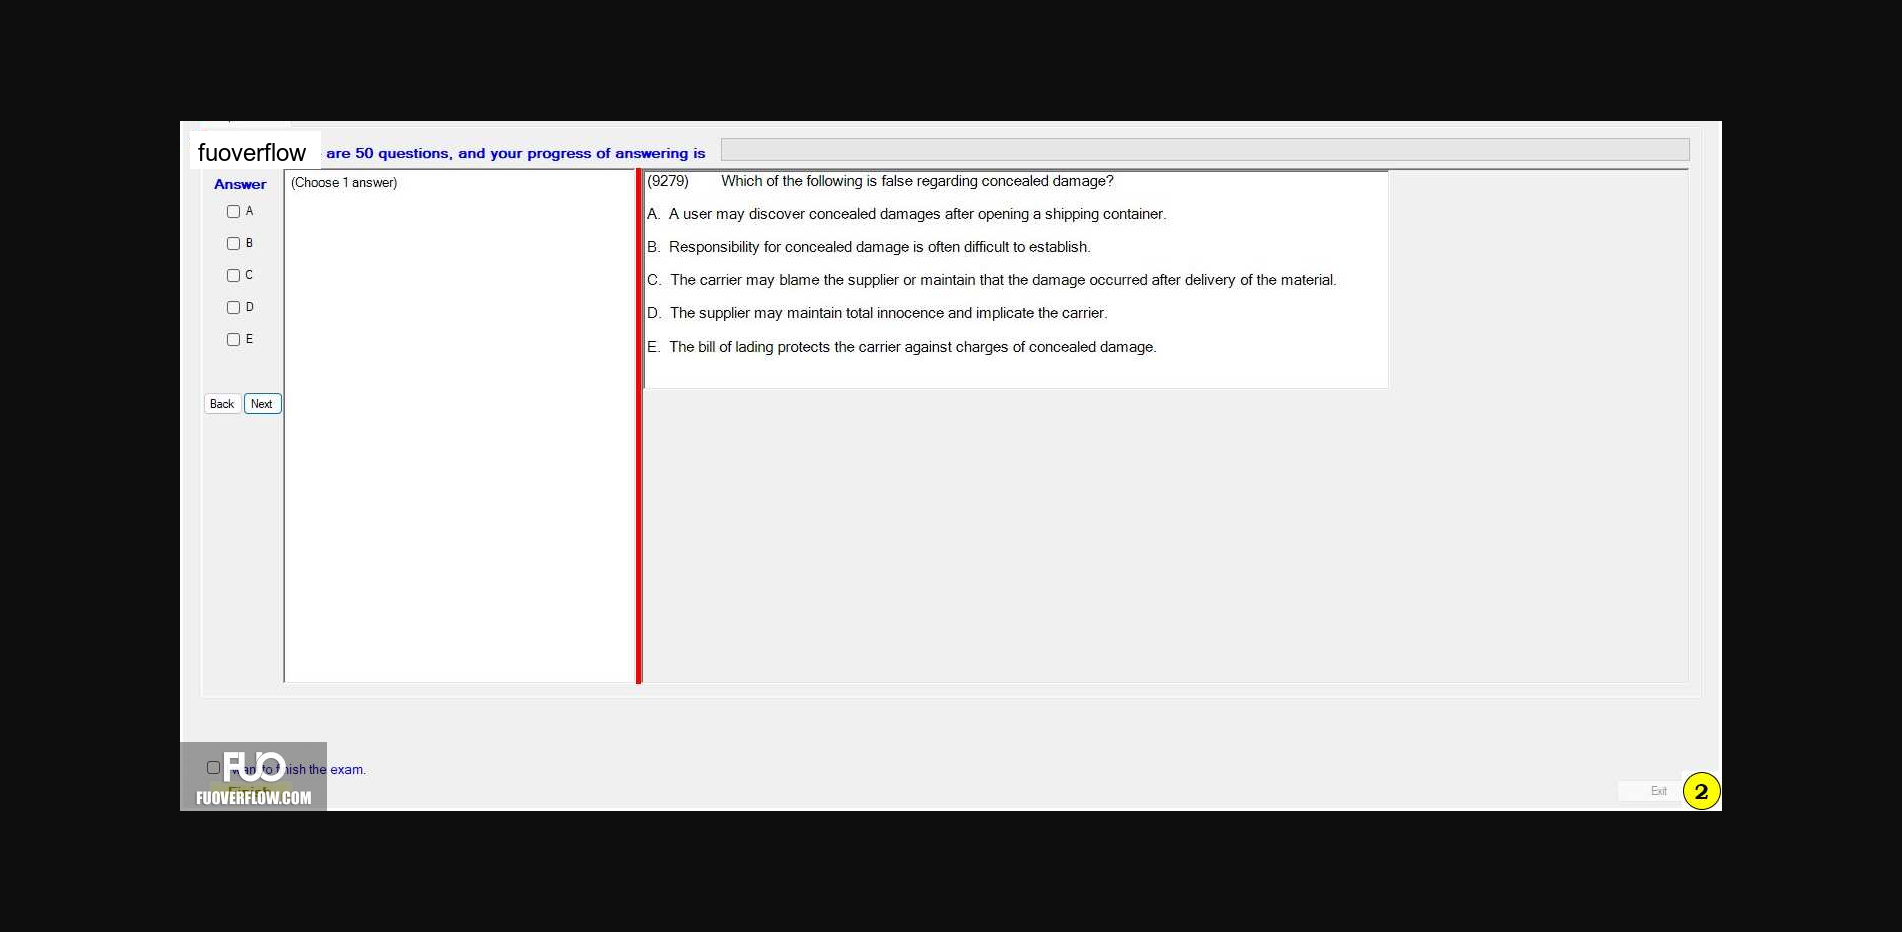 fuoverflow are 50 questions, and your progress of answering is
Answer
(Choose 1 answer)
A
B
C
D
E
Back Next
(9279) Which of the following is false regarding concealed damage?
A. A user may discover concealed damages after opening a shipping container.
B. Responsibility for concealed damage is often difficult to establish.
C. The carrier may blame the supplier or maintain that the damage occurred after delivery of the material.
D. The supplier may maintain total innocence and implicate the carrier.
E. The bill of lading protects the carrier against charges of concealed damage.
the exam.
FUO
FUOVERFLOW.COM
Exit
2